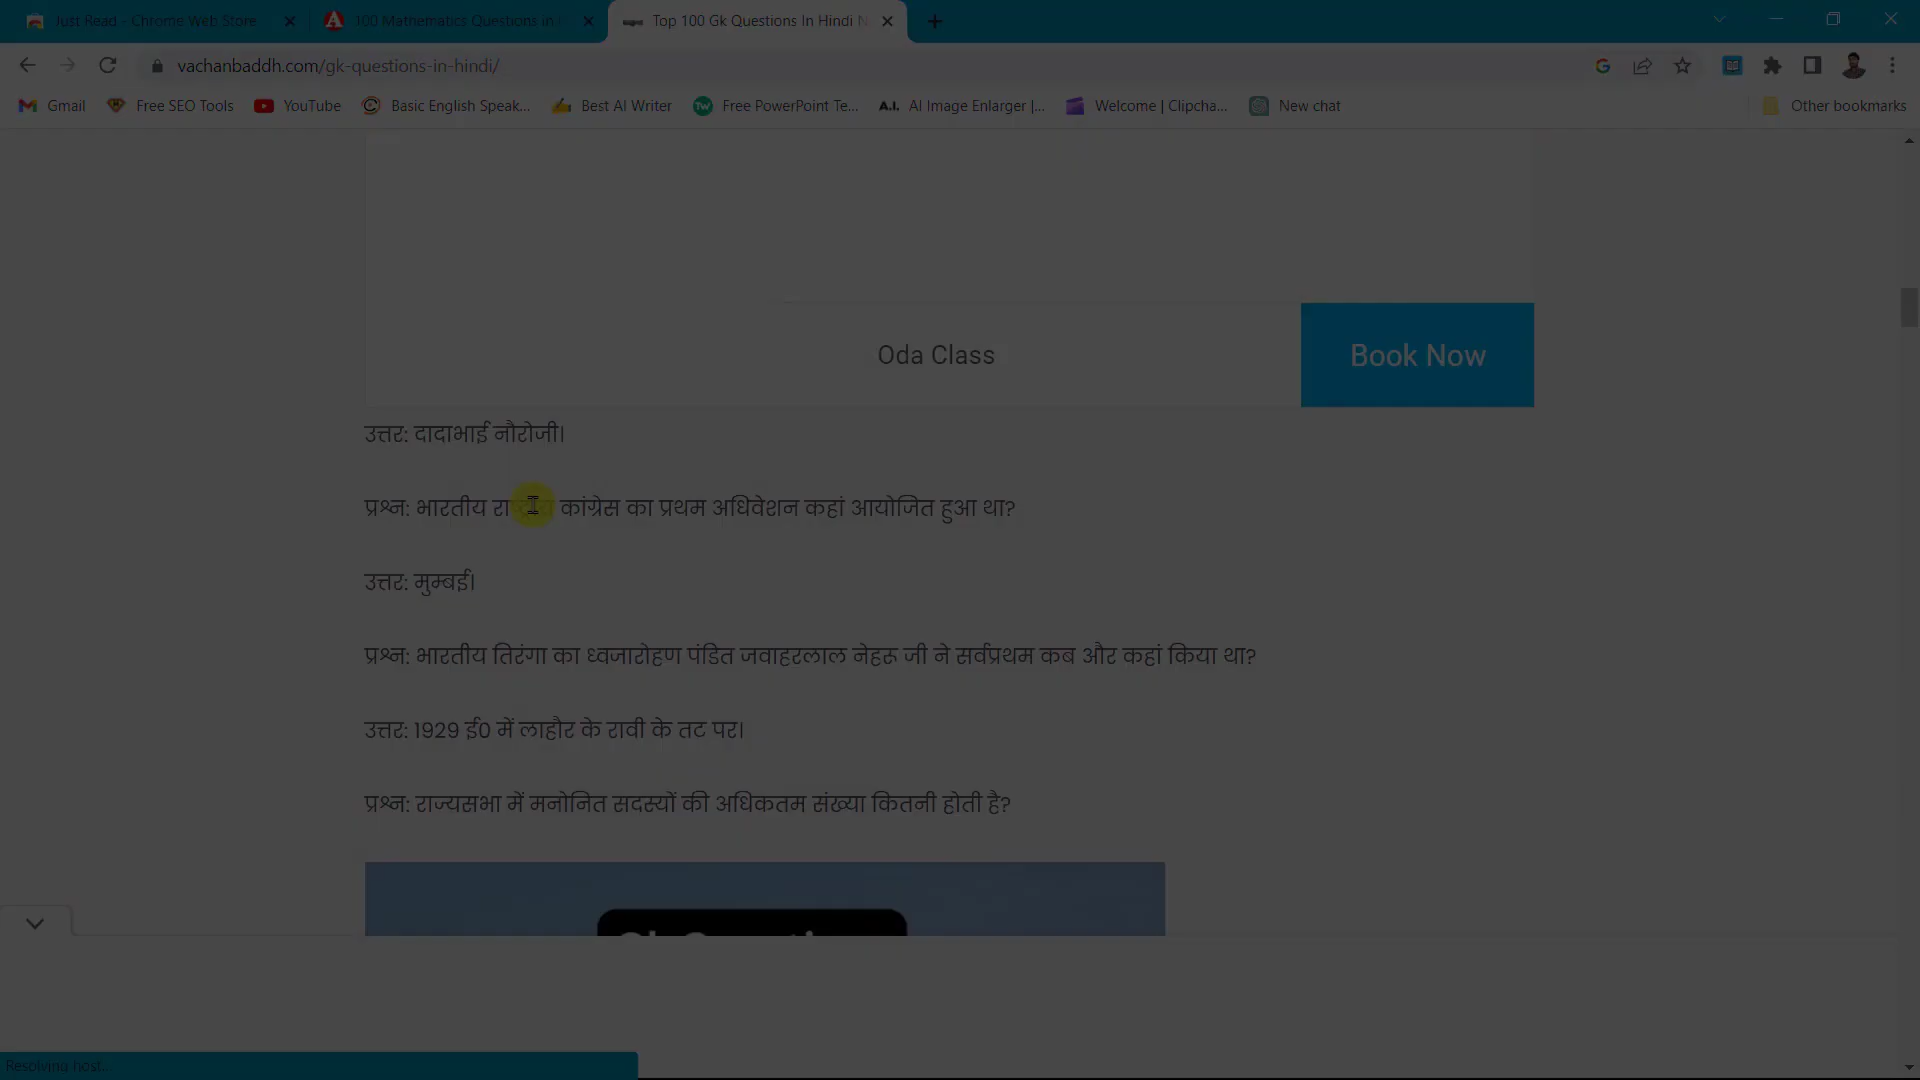 Just Read - Chrome Web Store
100 Mathematics Questions in
Top 100 Gk Questions In Hindi N
vachanbaddh.com/gk-questions-in-hindi/
Gmail
Free SEO Tools
YouTube
Basic English Speak...
Best AI Writer
Free PowerPoint Te...
A.I. AI Image Enlarger |...
Welcome | Clipcha...
New chat
Other bookmarks
Oda Class
Book Now
उत्तर: दादाभाई नौरोजी।
प्रश्न: भारतीय राष्ट्रीय कांग्रेस का प्रथम अधिवेशन कहां आयोजित हुआ था?
उत्तर: मुम्बई।
प्रश्न: भारतीय तिरंगा का ध्वजारोहण पंडित जवाहरलाल नेहरू जी ने सर्वप्रथम कब और कहां किया था?
उत्तर: 1929 ई0 में लाहौर के रावी के तट पर।
प्रश्न: राज्यसभा में मनोनित सदस्यों की अधिकतम संख्या कितनी होती है?
Resolving host...